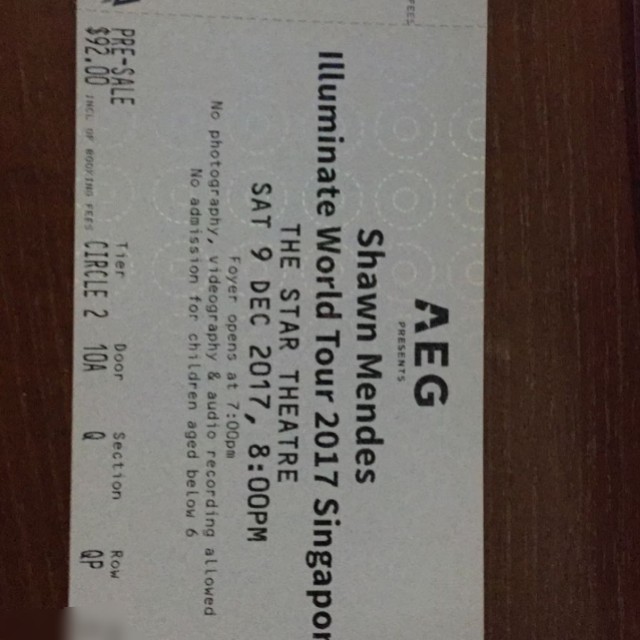 AEG
PRESENTS
Shawn Mendes
Illuminate World Tour 2017 Singapor
THE STAR THEATRE
SAT 9 DEC 2017, 8:00PM
Foyer opens at 7:00pm
No photography, videography & audio recording allowed
No admission for children aged below 6
PRE-SALE Tier Door Section Row
$92.00 INCL OF BOOKING FEES CIRCLE 2 10A Q QP